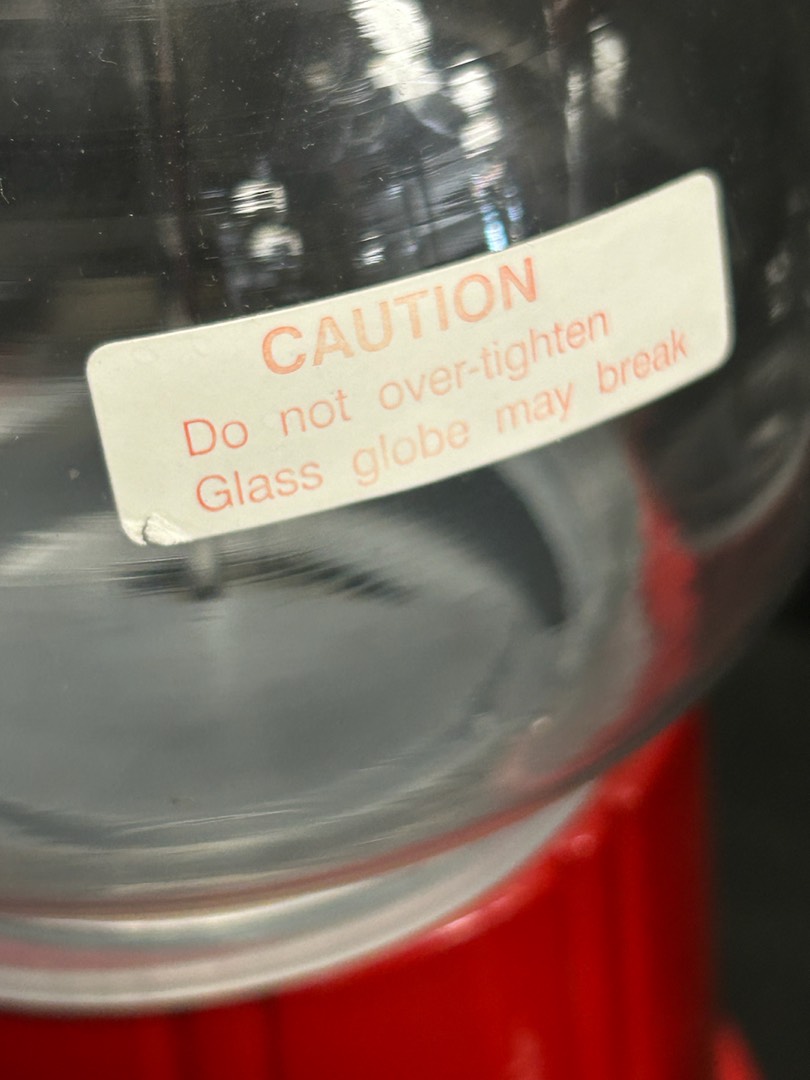 CAUTION
Do not over-tighten
Glass globe may break